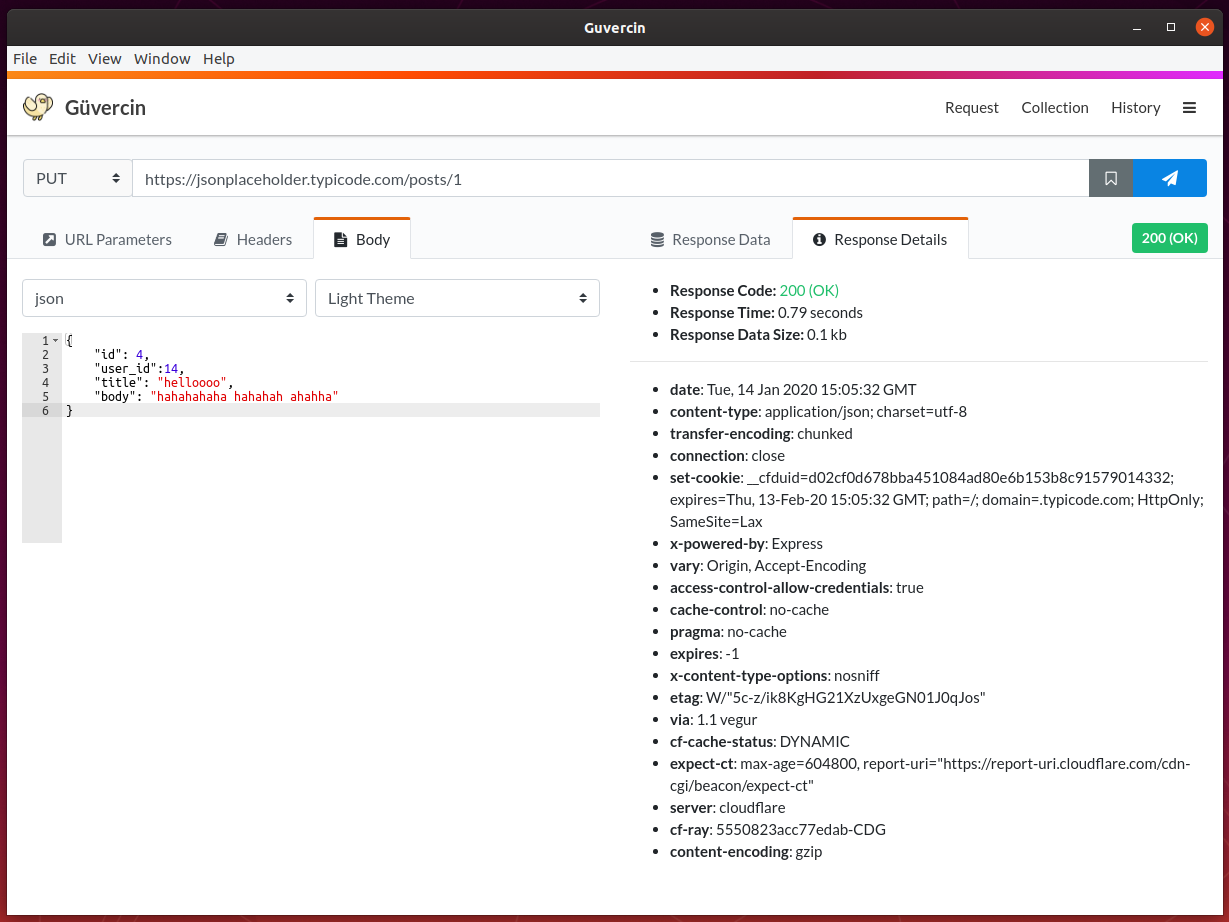 Guvercin
File Edit View Window Help
Güvercin
Request Collection History
PUT https://jsonplaceholder.typicode.com/posts/1
URL Parameters Headers Body
Response Data Response Details 200 (OK)
json Light Theme
1 {
2 "id": 4,
3 "user_id":14,
4 "title": "helloooo",
5 "body": "hahahahaha hahahah ahahha"
6 }
Response Code: 200 (OK)
Response Time: 0.79 seconds
Response Data Size: 0.1 kb
date: Tue, 14 Jan 2020 15:05:32 GMT
content-type: application/json; charset=utf-8
transfer-encoding: chunked
connection: close
set-cookie: __cfduid=d02cf0d678bba451084ad80e6b153b8c91579014332;
expires=Thu, 13-Feb-20 15:05:32 GMT; path=/; domain=.typicode.com; HttpOnly;
SameSite=Lax
x-powered-by: Express
vary: Origin, Accept-Encoding
access-control-allow-credentials: true
cache-control: no-cache
pragma: no-cache
expires: -1
x-content-type-options: nosniff
etag: W/"5c-z/ik8KgHG21XzUxgeGN01J0qJos"
via: 1.1 vegur
cf-cache-status: DYNAMIC
expect-ct: max-age=604800, report-uri="https://report-uri.cloudflare.com/cdn-
cgi/beacon/expect-ct"
server: cloudflare
cf-ray: 5550823acc77edab-CDG
content-encoding: gzip